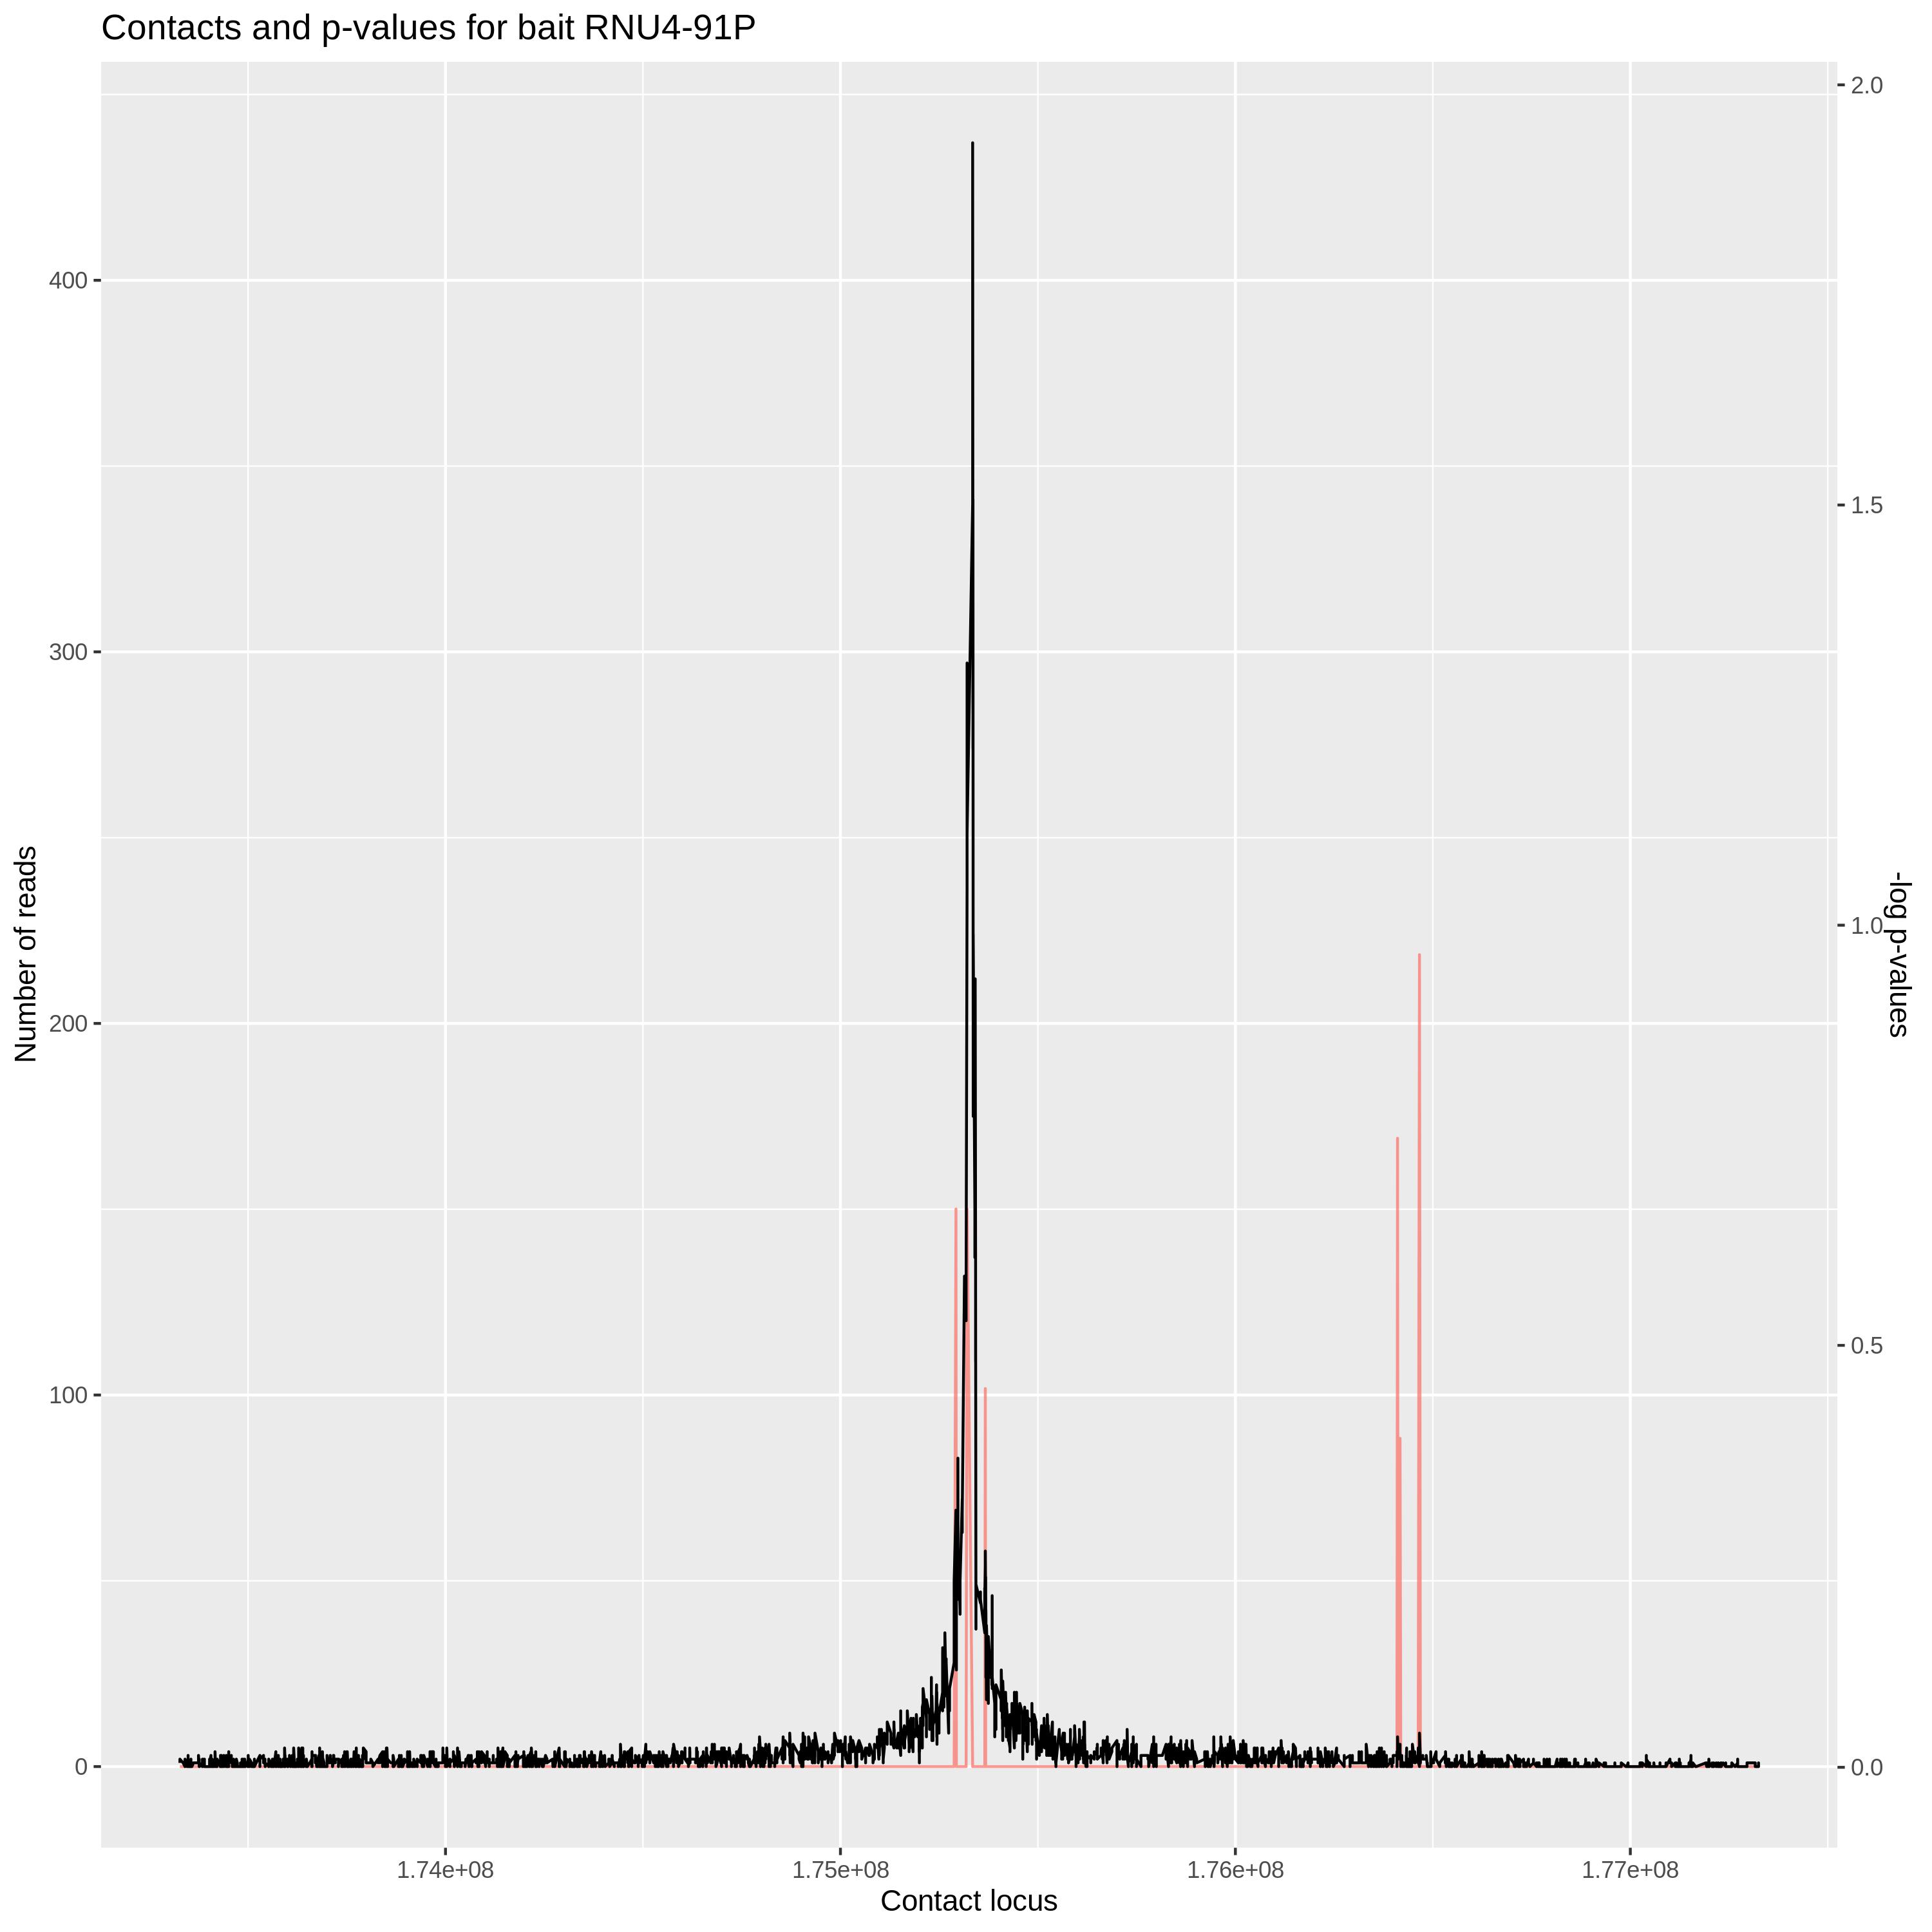 Contacts and p-values for bait RNU4-91P
Number of reads
400
300
200
100
0
2.0
1.5
1.0
0.5
0.0
-log p-values
1.74e+08
1.75e+08
1.76e+08
1.77e+08
Contact locus